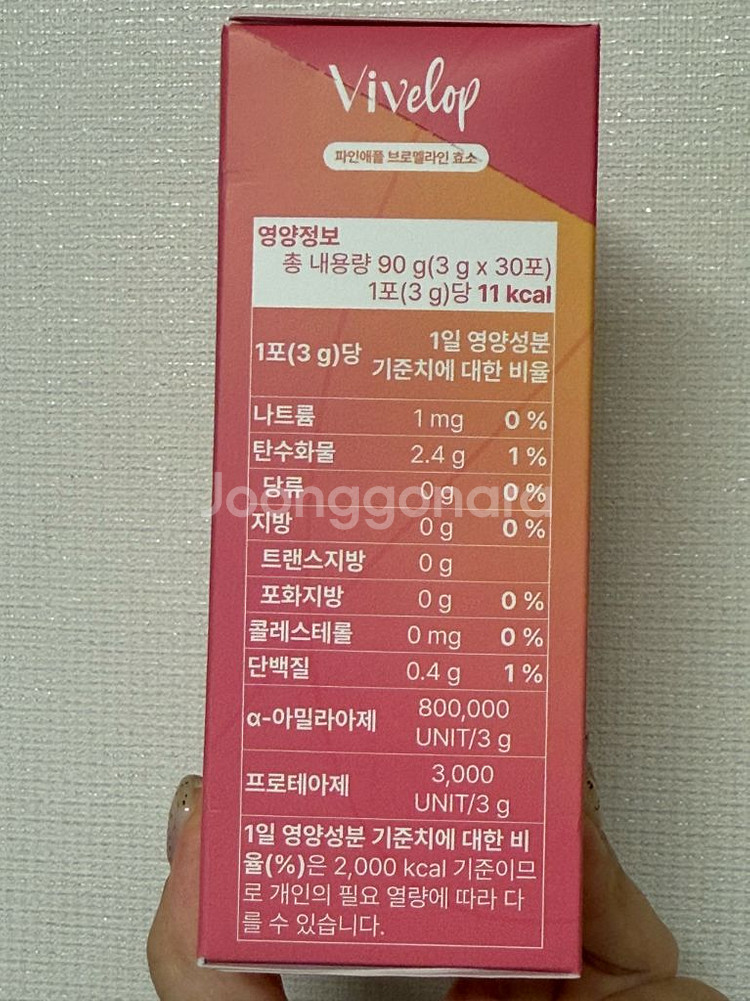 Vivelop
파인애플 브로멜라인 효소
영양정보
총 내용량 90 g(3 g x 30포)
1포(3 g)당 11 kcal
1포(3 g)당 1일 영양성분 기준치에 대한 비율
나트륨 1 mg 0 %
탄수화물 2.4 g 1 %
당류 0 g 0 %
Joonggonara
지방 0 g 0 %
트랜스지방 0 g
포화지방 0 g 0 %
콜레스테롤 0 mg 0 %
단백질 0.4 g 1 %
α-아밀라아제 800,000 UNIT/3 g
프로테아제 3,000 UNIT/3 g
1일 영양성분 기준치에 대한 비
율(%)은 2,000 kcal 기준이므
로 개인의 필요 열량에 따라 다
를 수 있습니다.